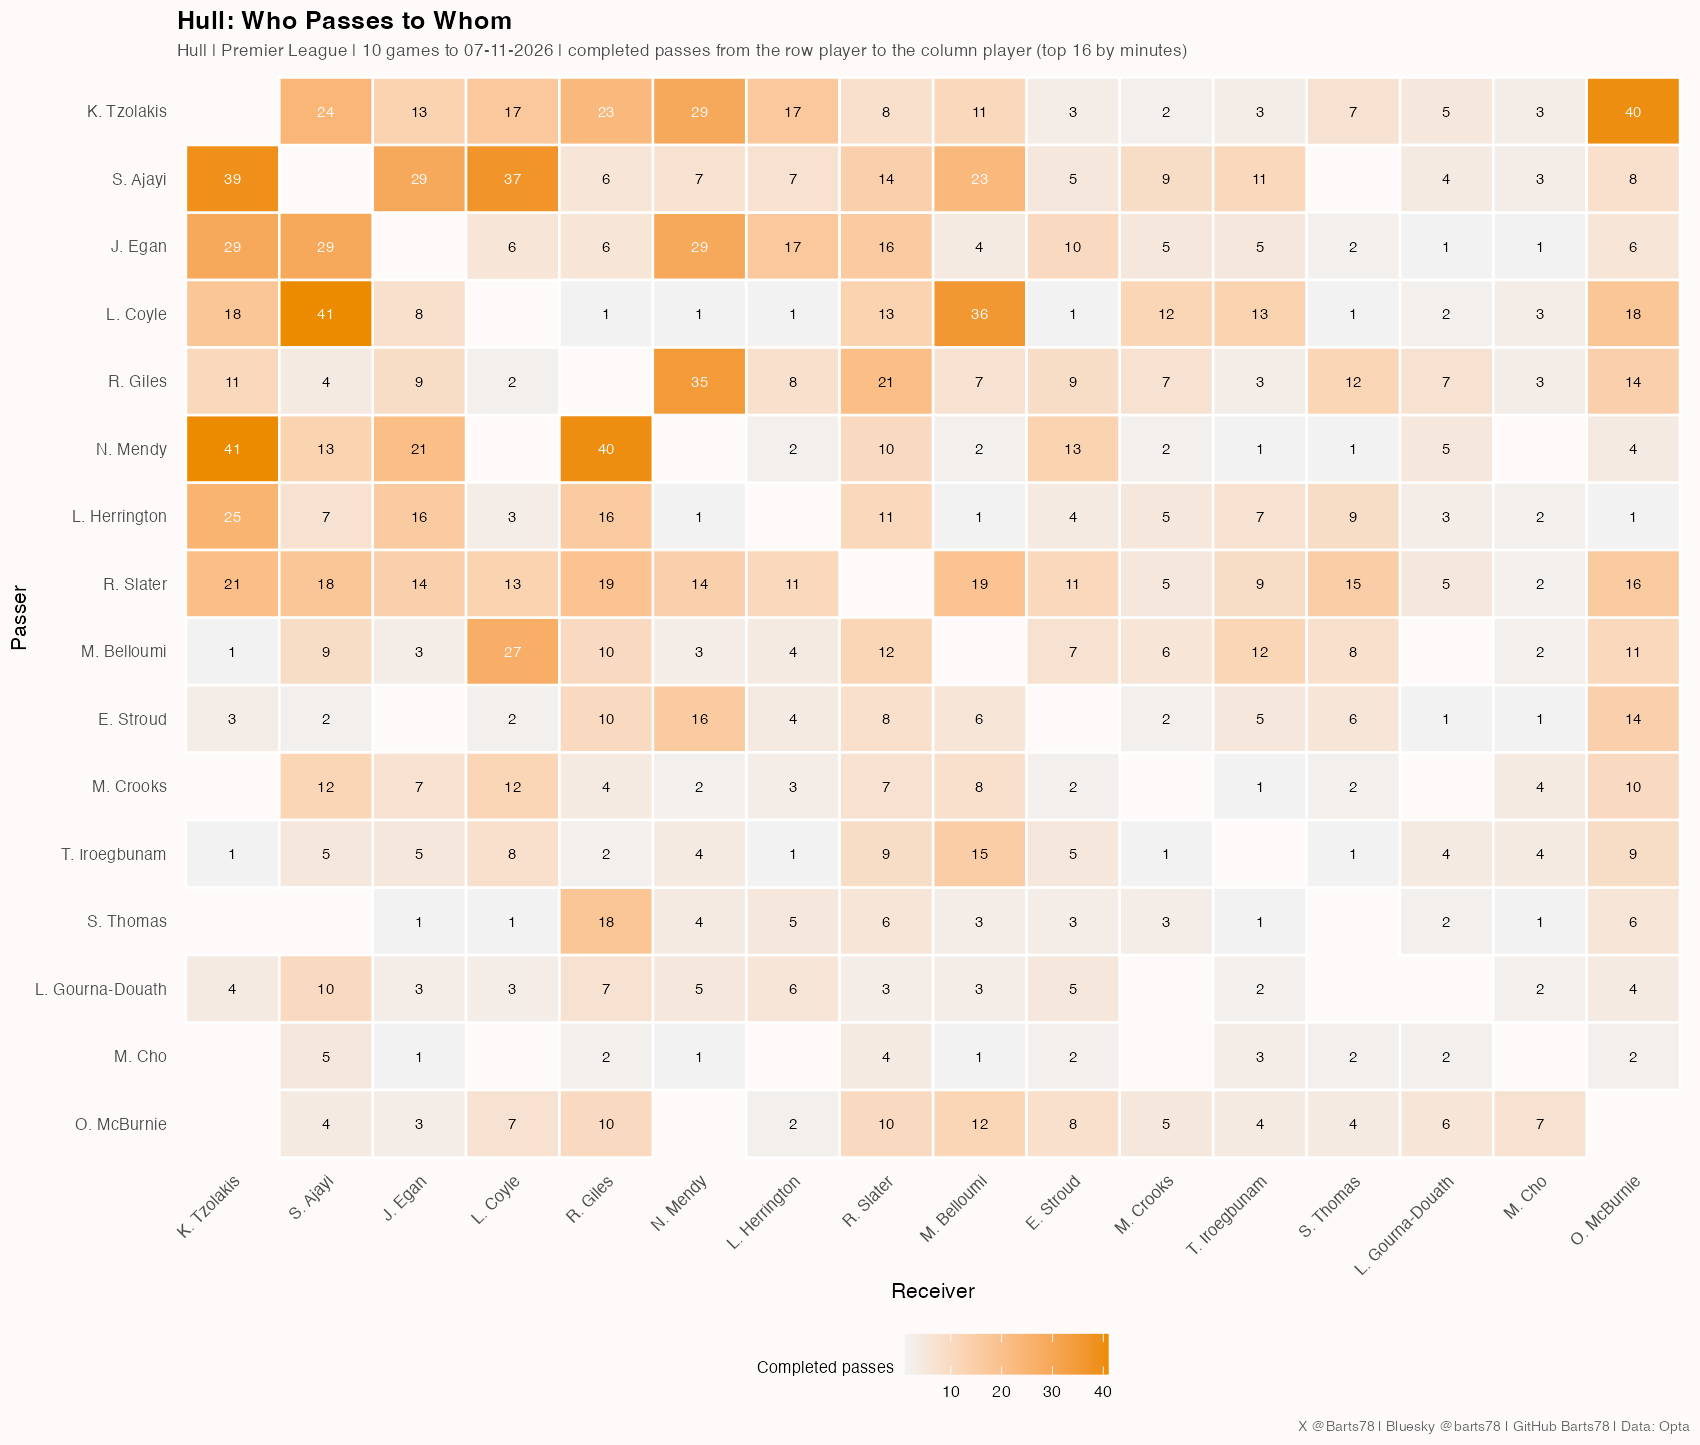 Hull: Who Passes to Whom
Hull | Premier League | 10 games to 07-11-2026 | completed passes from the row player to the column player (top 16 by minutes)
K. Tzolakis 24 13 17 23 29 17 8 11 3 2 3 7 5 3 40
S. Ajayi 39 29 37 6 7 7 14 23 5 9 11 4 3 8
J. Egan 29 29 6 6 29 17 16 4 10 5 5 2 1 1 6
L. Coyle 18 41 8 1 1 1 13 36 1 12 13 1 2 3 18
R. Giles 11 4 9 2 35 8 21 7 9 7 3 12 7 3 14
N. Mendy 41 13 21 40 2 10 2 13 2 1 1 5 4
L. Herrington 25 7 16 3 16 1 11 1 4 5 7 9 3 2 1
R. Slater 21 18 14 13 19 14 11 19 11 5 9 15 5 2 16
M. Belloumi 1 9 3 27 10 3 4 12 7 6 12 8 2 11
E. Stroud 3 2 2 10 16 4 8 6 2 5 6 1 1 14
M. Crooks 12 7 12 4 2 3 7 8 2 1 2 4 10
T. Iroegbunam 1 5 5 8 2 4 1 9 15 5 1 1 4 4 9
S. Thomas 1 1 18 4 5 6 3 3 3 1 2 1 6
L. Gourna-Douath 4 10 3 3 7 5 6 3 3 5 2 2 4
M. Cho 5 1 2 1 4 1 2 3 2 2 2
O. McBurnie 4 3 7 10 2 10 12 8 5 4 4 6 7
Passer
K. Tzolakis S. Ajayi J. Egan L. Coyle R. Giles N. Mendy L. Herrington R. Slater M. Belloumi E. Stroud M. Crooks T. Iroegbunam S. Thomas L. Gourna-Douath M. Cho O. McBurnie
Receiver
Completed passes
10 20 30 40
X @Barts78 | Bluesky @barts78 | GitHub Barts78 | Data: Opta